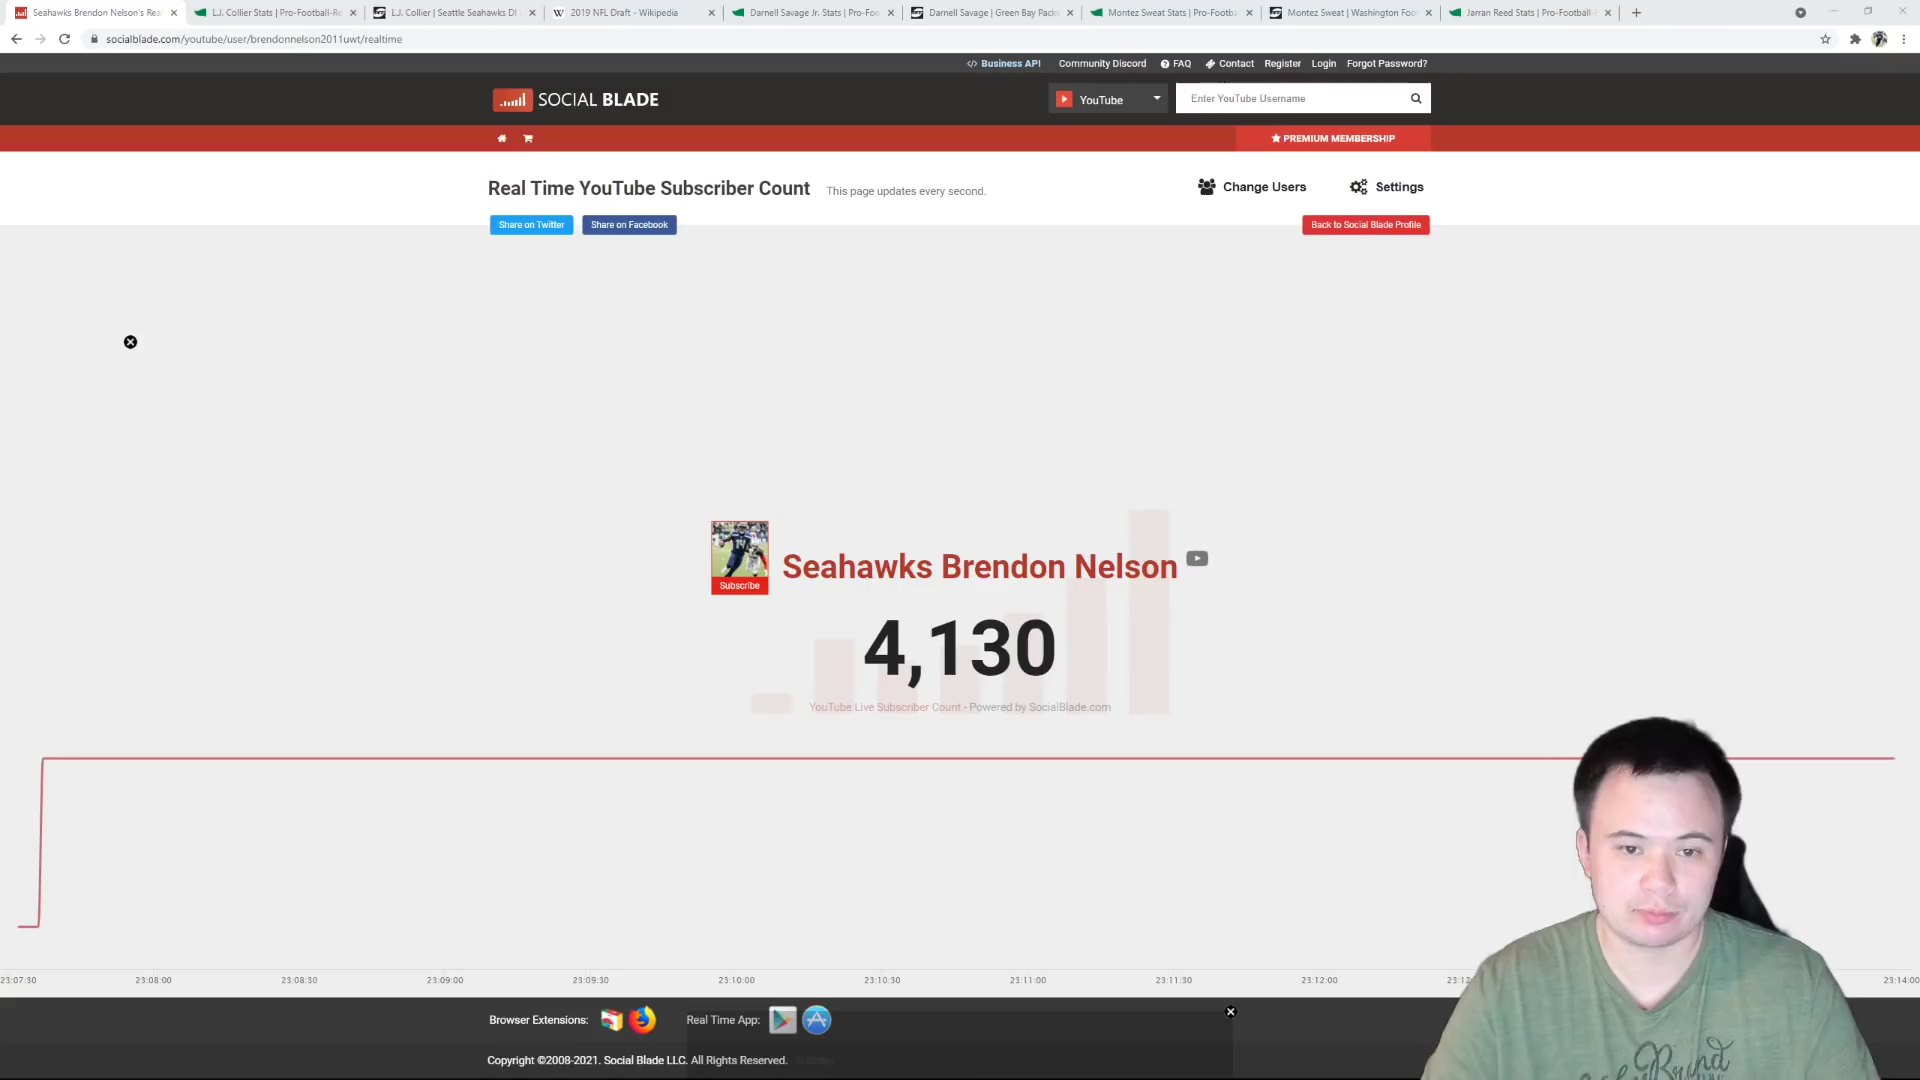 Seahawks Brendon Nelson's Rea
L.J. Collier Stats | Pro-Football-Re
L.J. Collier | Seattle Seahawks DI
2019 NFL Draft - Wikipedia
Darnell Savage Jr. Stats | Pro-Foo
Darnell Savage | Green Bay Pack
Montez Sweat Stats | Pro-Footba
Montez Sweat | Washington Foo
Jarran Reed Stats | Pro-Football-
socialblade.com/youtube/user/brendonnelson2011uwt/realtime
</> Business API
Community Discord
FAQ
Contact
Register
Login
Forgot Password?
SOCIAL BLADE
YouTube
Enter YouTube Username
PREMIUM MEMBERSHIP
Real Time YouTube Subscriber Count
This page updates every second.
Change Users
Settings
Share on Twitter
Share on Facebook
Back to Social Blade Profile
Subscribe
Seahawks Brendon Nelson
4,130
YouTube Live Subscriber Count - Powered by SocialBlade.com
23:07:30
23:08:00
23:08:30
23:09:00
23:09:30
23:10:00
23:10:30
23:11:00
23:11:30
23:12:00
23:12
23:14:00
Browser Extensions:
Real Time App:
Copyright ©2008-2021. Social Blade LLC. All Rights Reserved.